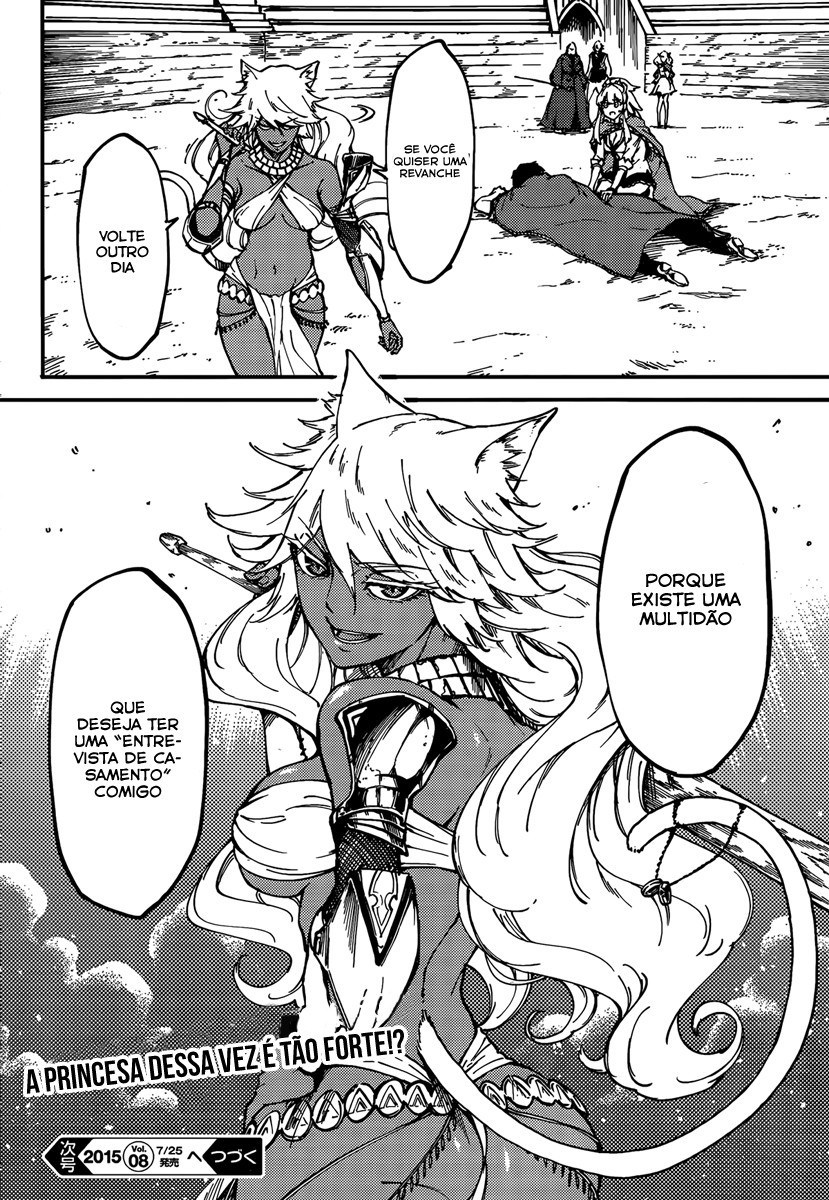 SE VOCÊ
QUISER UMA
REVANCHE
VOLTE
OUTRO
DIA
PORQUE
EXISTE UMA
MULTIDÃO
QUE
DESEJA TER
UMA “ENTRE-
VISTA DE CA-
SAMENTO”
COMIGO
A PRINCESA DESSA VEZ É TÃO FORTE!?
次号 2015 Vol. 08 7/25 発売 へ つづく